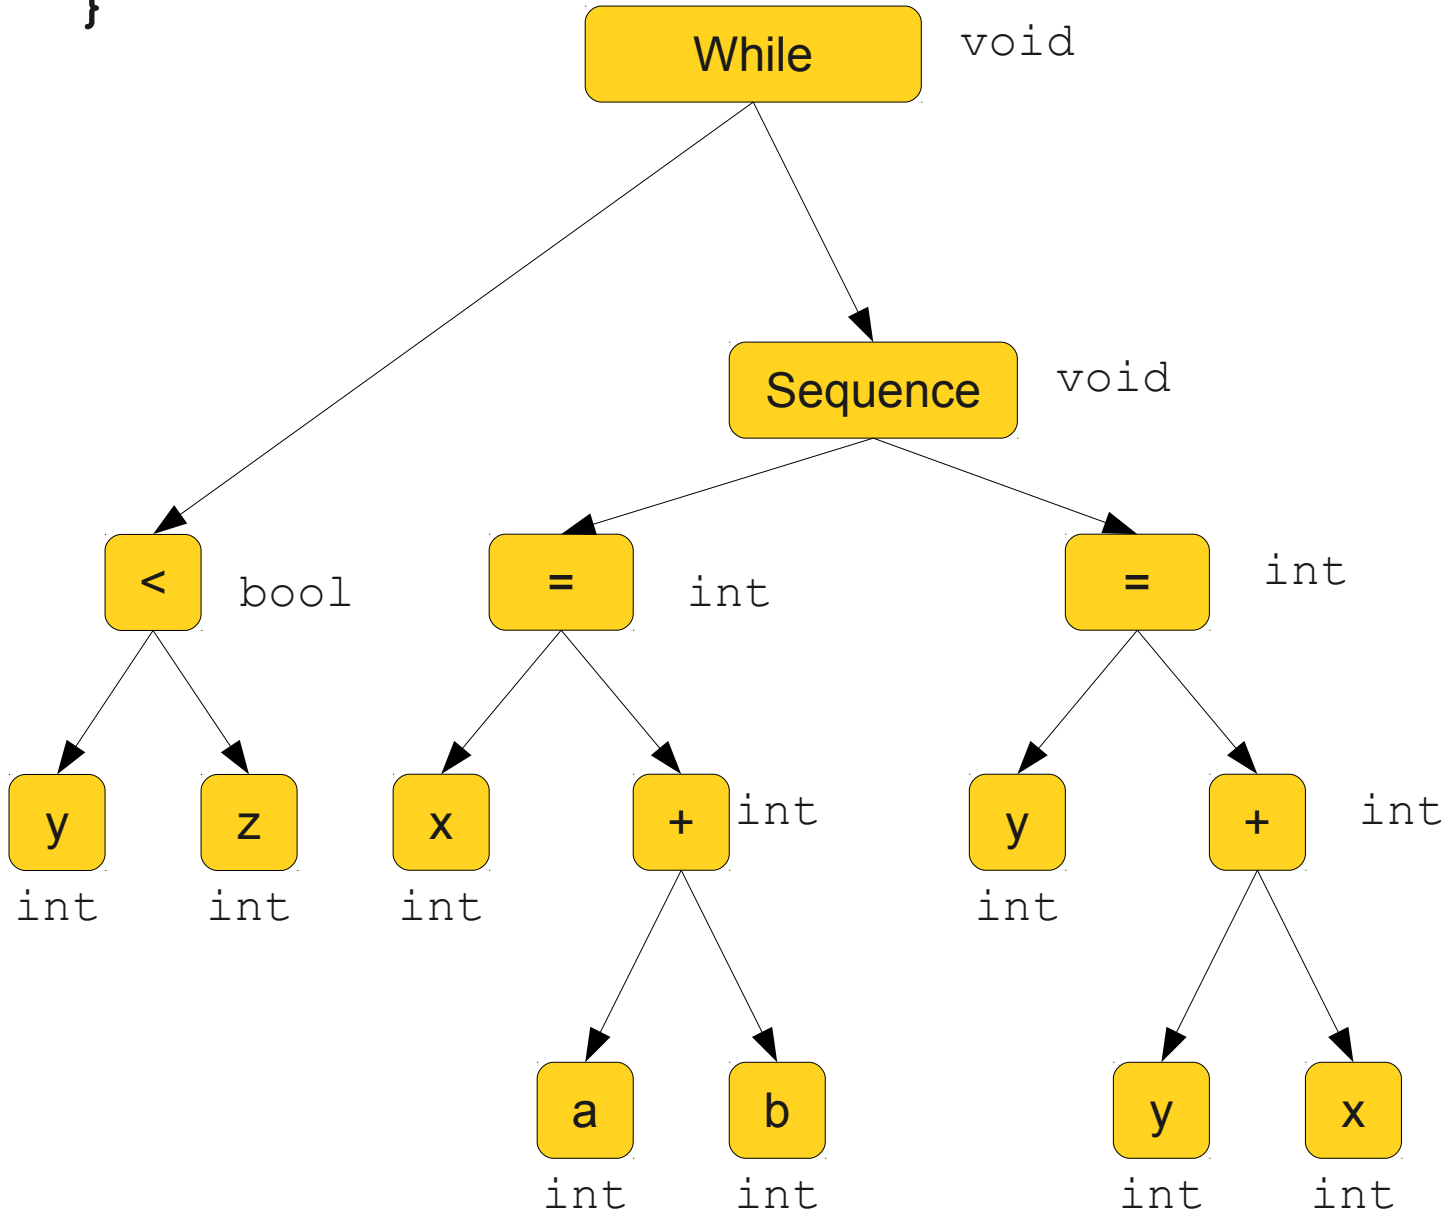 }
While void
Sequence void
< bool = int = int
y z x + int y + int
int int int int
a b y x
int int int int